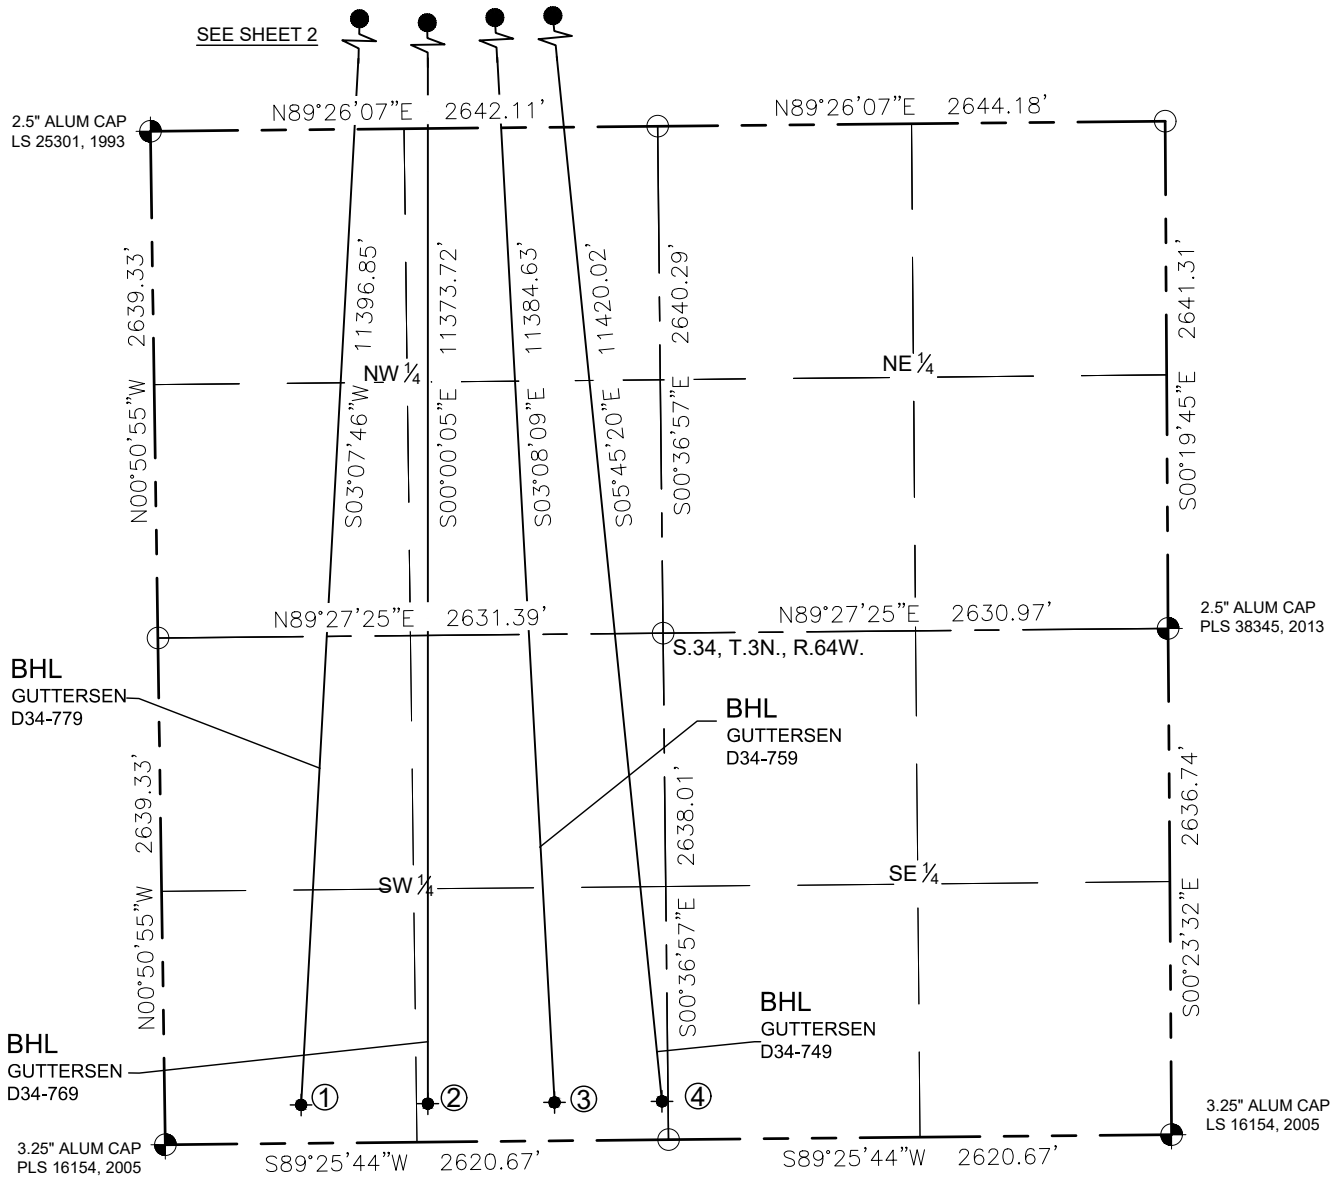 SEE SHEET 2
N89°26'07"E 2642.11'
N89°26'07"E 2644.18'
2.5" ALUM CAP
LS 25301, 1993
N00°50'55"W 2639.33'
S03°07'46"W 11396.85'
S00°00'05"E 11373.72'
S03°08'09"E 11384.63'
S05°45'20"E 11420.02'
S00°36'57"E 2640.29'
S00°19'45"E 2641.31'
NW 1/4
NE 1/4
N89°27'25"E 2631.39'
N89°27'25"E 2630.97'
2.5" ALUM CAP
PLS 38345, 2013
S.34, T.3N., R.64W.
BHL
GUTTERSEN
D34-779
BHL
GUTTERSEN
D34-759
N00°50'55"W 2639.33'
S00°36'57"E 2638.01'
S00°23'32"E 2636.74'
SW 1/4
SE 1/4
BHL
GUTTERSEN
D34-749
BHL
GUTTERSEN
D34-769
① ② ③ ④
3.25" ALUM CAP
PLS 16154, 2005
3.25" ALUM CAP
LS 16154, 2005
S89°25'44"W 2620.67'
S89°25'44"W 2620.67'